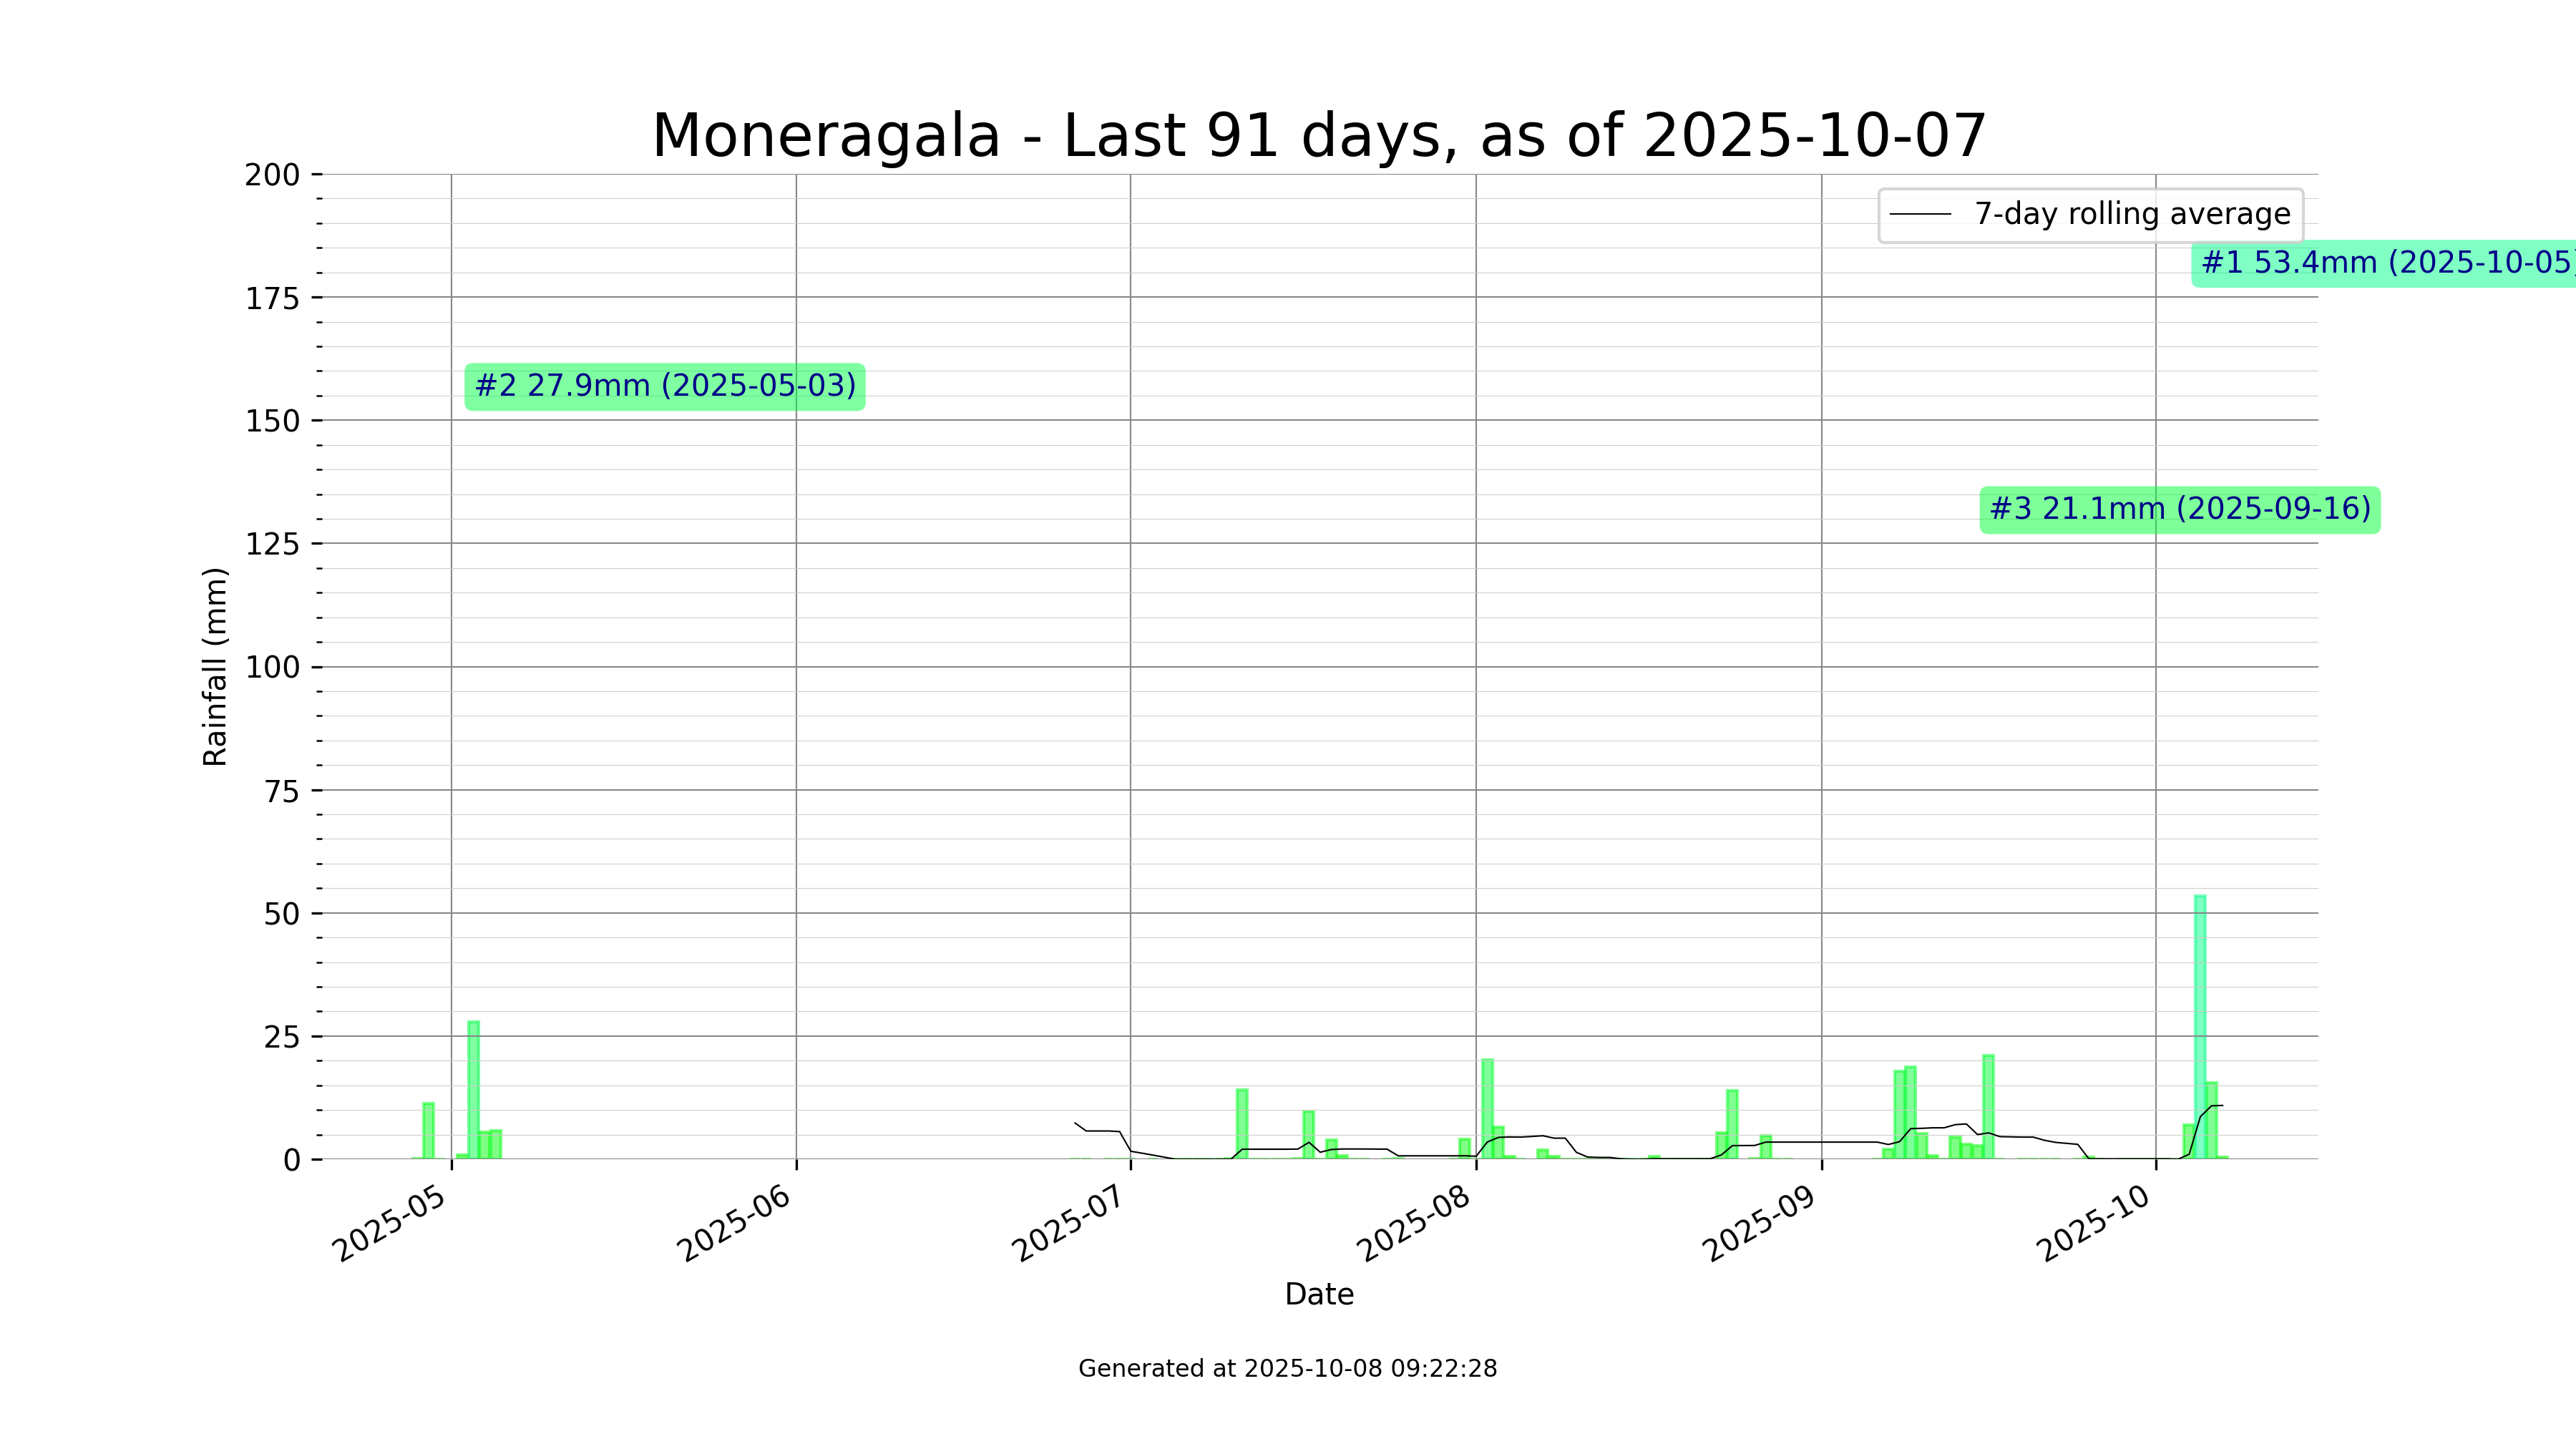 Moneragala - Last 91 days, as of 2025-10-07
200
175
150
125
100
75
50
25
0
Rainfall (mm)
7-day rolling average
#1 53.4mm (2025-10-05)
#2 27.9mm (2025-05-03)
#3 21.1mm (2025-09-16)
2025-05
2025-06
2025-07
2025-08
2025-09
2025-10
Date
Generated at 2025-10-08 09:22:28